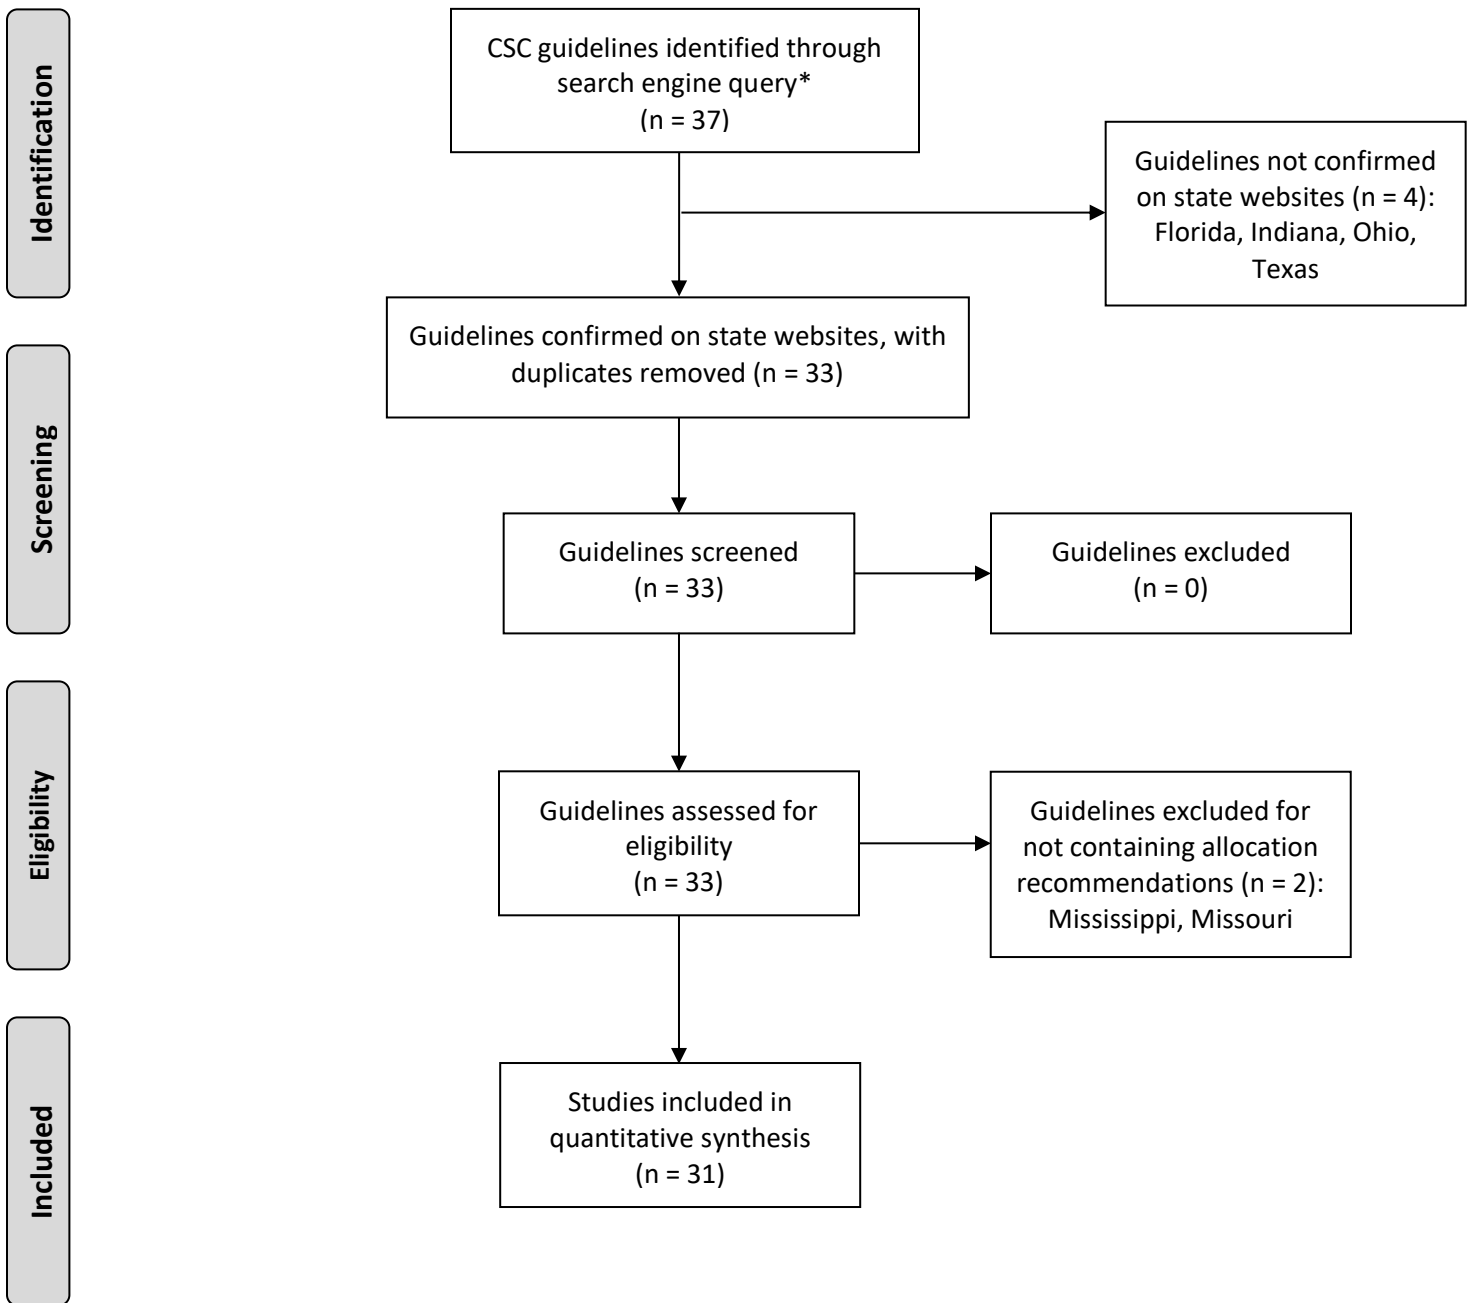 Identification
CSC guidelines identified through
search engine query*
(n = 37)
Guidelines not confirmed
on state websites (n = 4):
Florida, Indiana, Ohio,
Texas
Guidelines confirmed on state websites, with
duplicates removed (n = 33)
Screening
Guidelines screened
(n = 33)
Guidelines excluded
(n = 0)
Eligibility
Guidelines assessed for
eligibility
(n = 33)
Guidelines excluded for
not containing allocation
recommendations (n = 2):
Mississippi, Missouri
Included
Studies included in
quantitative synthesis
(n = 31)